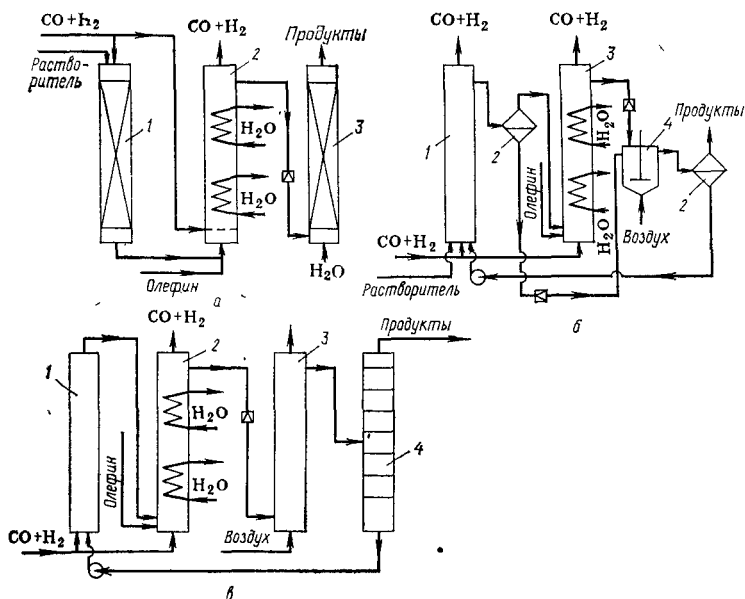 CO+H₂
Раство-
ритель
1
CO+H₂
2
H₂O
H₂O
Олефин
Продукты
3
H₂O
а
CO+H₂
1
2
CO+H₂
3
H₂O
H₂O
Олефин
4
Воздух
Продукты
2
CO+H₂
Растворитель
б
1
CO+H₂
2
H₂O
H₂O
Олефин
CO+H₂
3
Воздух
Продукты
4
в